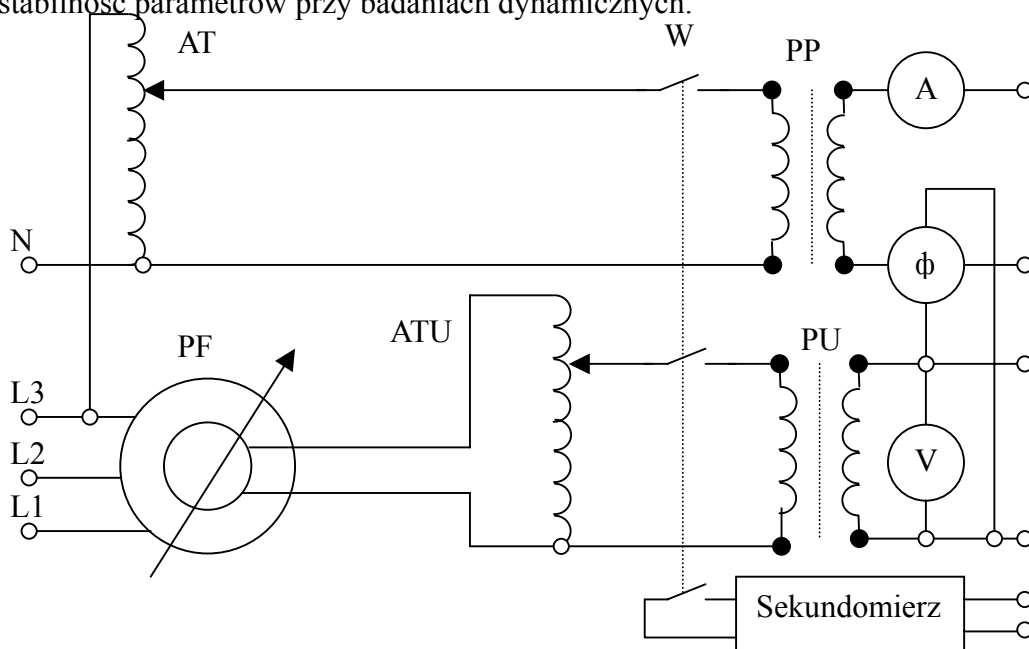 stabilność parametrów przy badaniach dynamicznych.
AT
W
PP
A
N
ф
ATU
PU
PF
L3
L2
V
L1
Sekundomierz